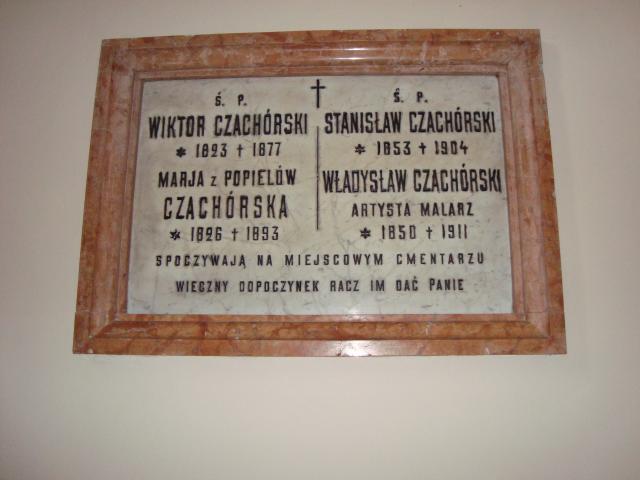 Ś. P.
WIKTOR CZACHÓRSKI
* 1823 † 1877
MARJA z POPIELÓW
CZACHÓRSKA
* 1826 † 1893
Ś. P.
STANISŁAW CZACHÓRSKI
* 1853 † 1904
WŁADYSŁAW CZACHÓRSKI
ARTYSTA MALARZ
* 1850 † 1911
SPOCZYWAJĄ NA MIEJSCOWYM CMENTARZU
WIECZNY ODPOCZYNEK RACZ IM DAĆ PANIE